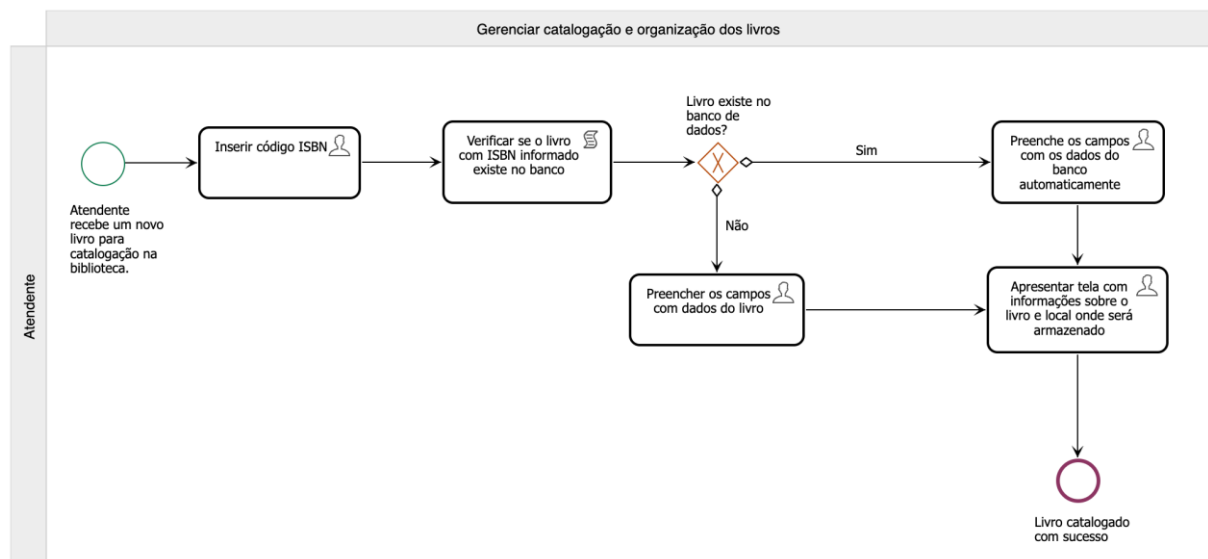 Gerenciar catalogação e organização dos livros
Atendente
Atendente
recebe um novo
livro para
catalogação na
biblioteca.
Inserir código ISBN
Verificar se o livro
com ISBN informado
existe no banco
Livro existe no
banco de
dados?
Sim
Não
Preenche os campos
com os dados do
banco
automaticamente
Preencher os campos
com dados do livro
Apresentar tela com
informações sobre o
livro e local onde será
armazenado
Livro catalogado
com sucesso